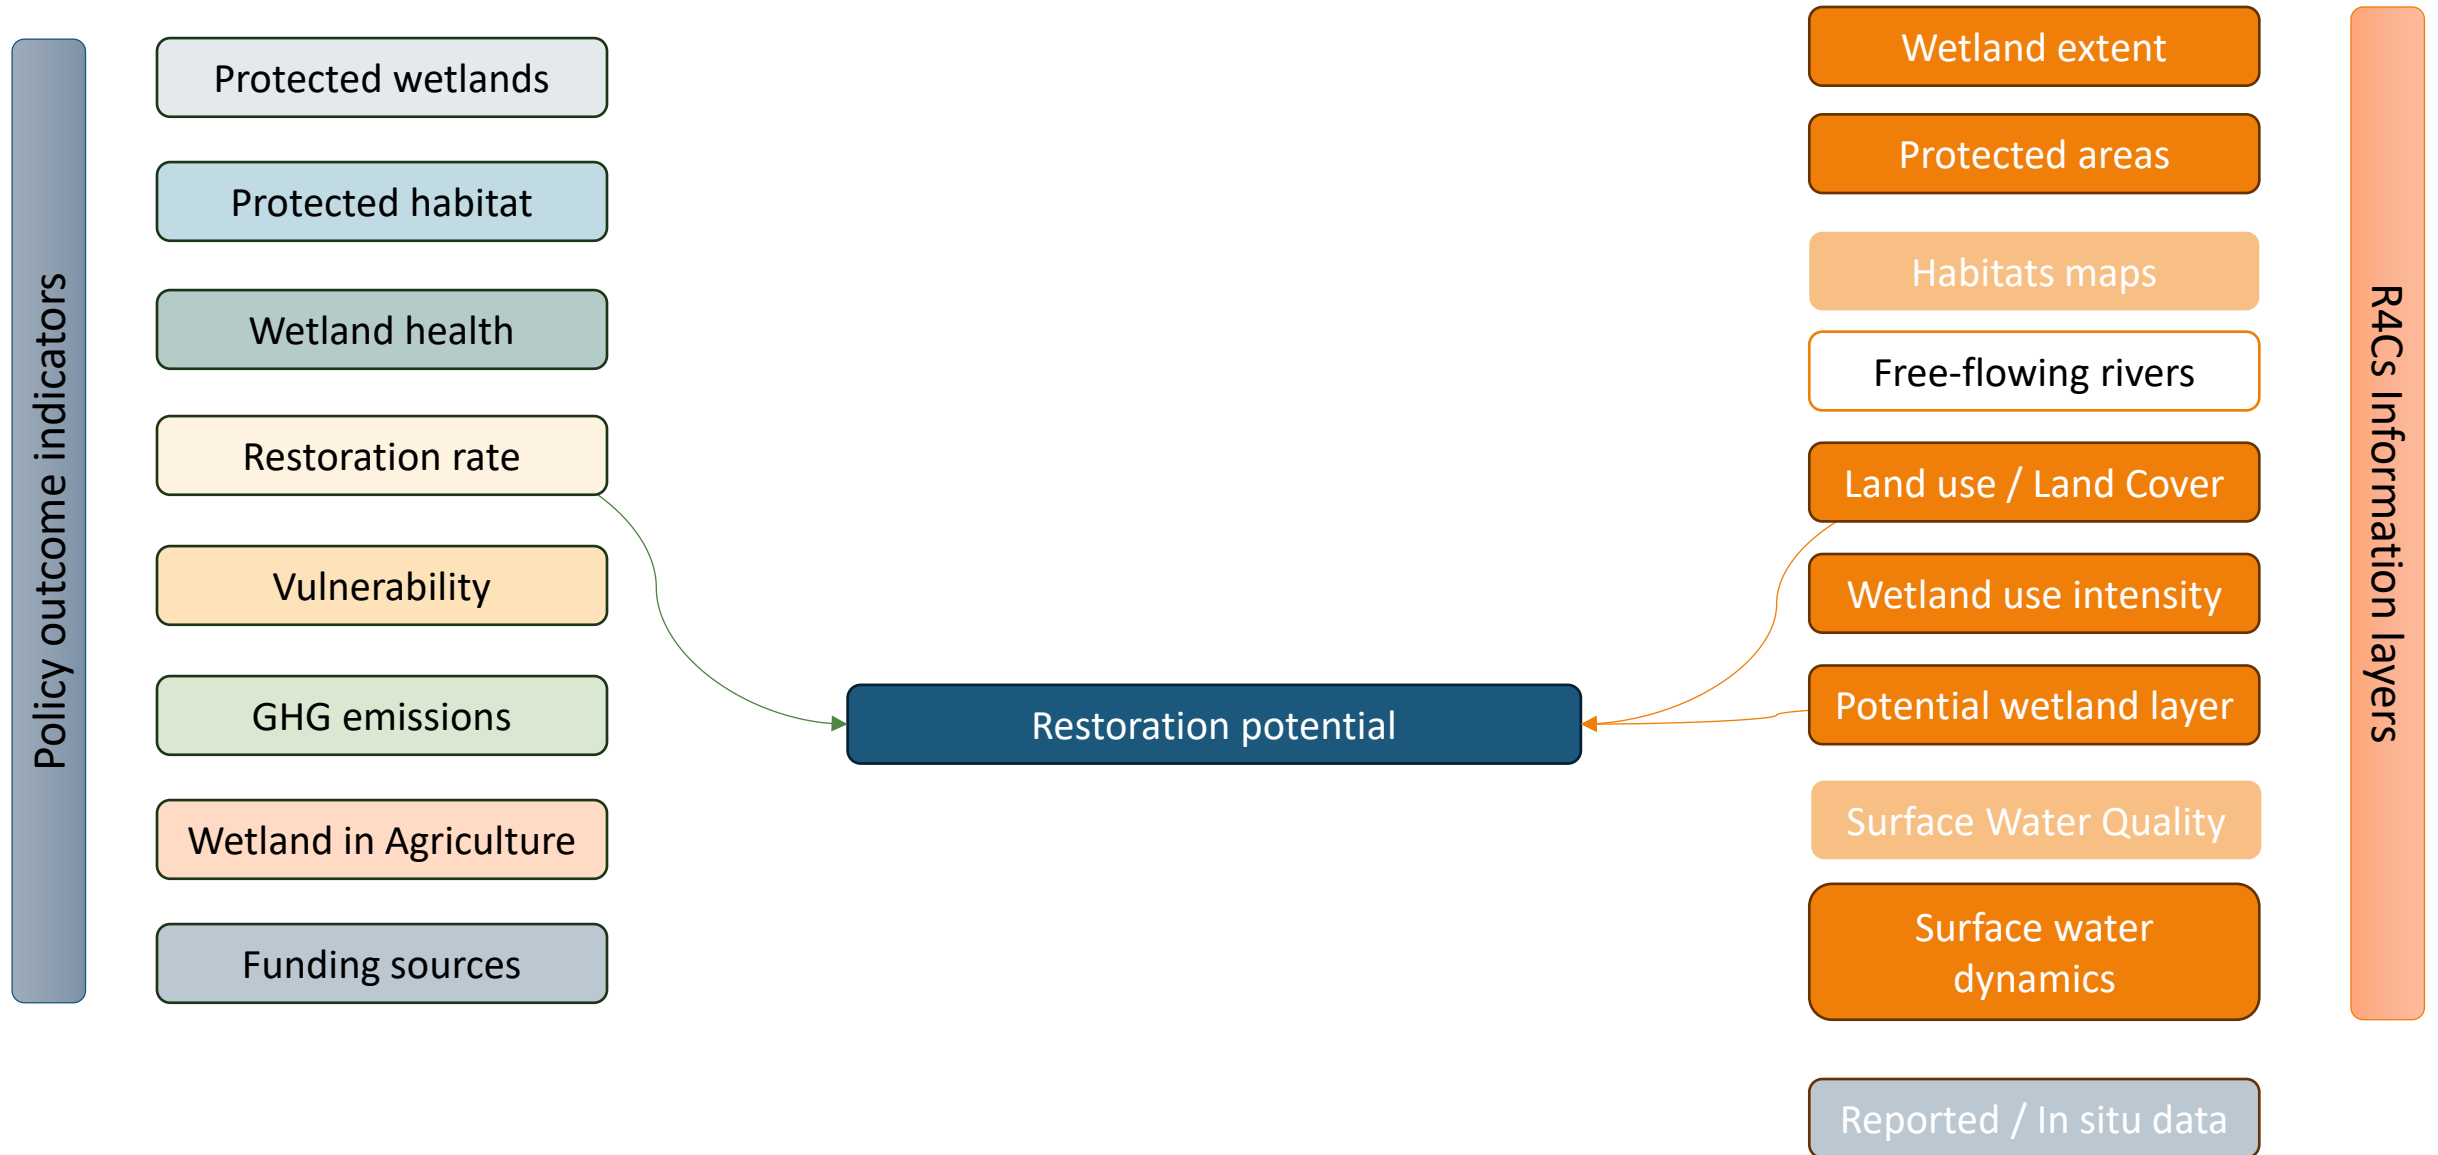 Policy outcome indicators
Protected wetlands
Protected habitat
Wetland health
Restoration rate
Vulnerability
GHG emissions
Wetland in Agriculture
Funding sources
Restoration potential
Wetland extent
Protected areas
Habitats maps
Free-flowing rivers
Land use / Land Cover
Wetland use intensity
Potential wetland layer
Surface Water Quality
Surface water
dynamics
Reported / In situ data
R4Cs Information layers